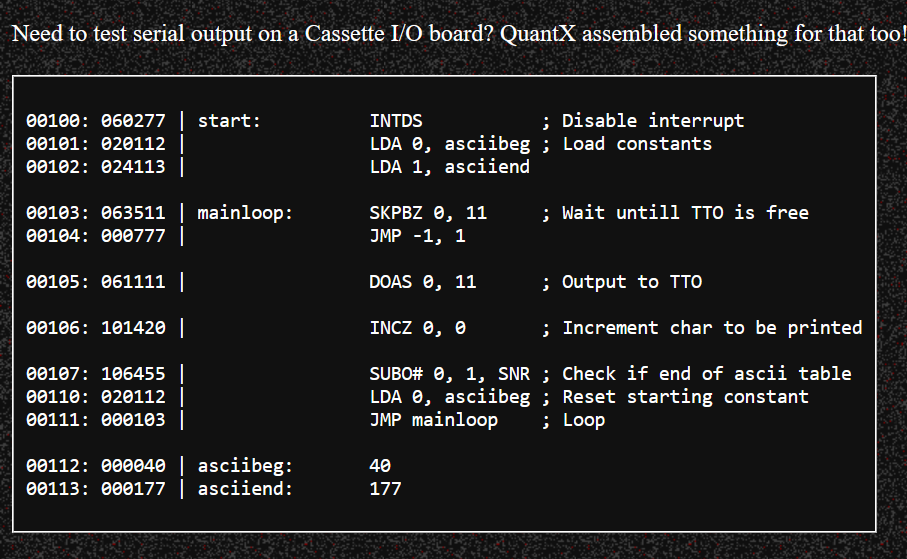 Need to test serial output on a Cassette I/O board? QuantX assembled something for that too!
00100: 060277 | start:          INTDS          ; Disable interrupt
00101: 020112 |                 LDA 0, asciibeg ; Load constants
00102: 024113 |                 LDA 1, asciiend
00103: 063511 | mainloop:       SKPBZ 0, 11     ; Wait untill TTO is free
00104: 000777 |                 JMP -1, 1
00105: 061111 |                 DOAS 0, 11      ; Output to TTO
00106: 101420 |                 INCZ 0, 0       ; Increment char to be printed
00107: 106455 |                 SUBO# 0, 1, SNR ; Check if end of ascii table
00110: 020112 |                 LDA 0, asciibeg ; Reset starting constant
00111: 000103 |                 JMP mainloop    ; Loop
00112: 000040 | asciibeg:       40
00113: 000177 | asciiend:       177